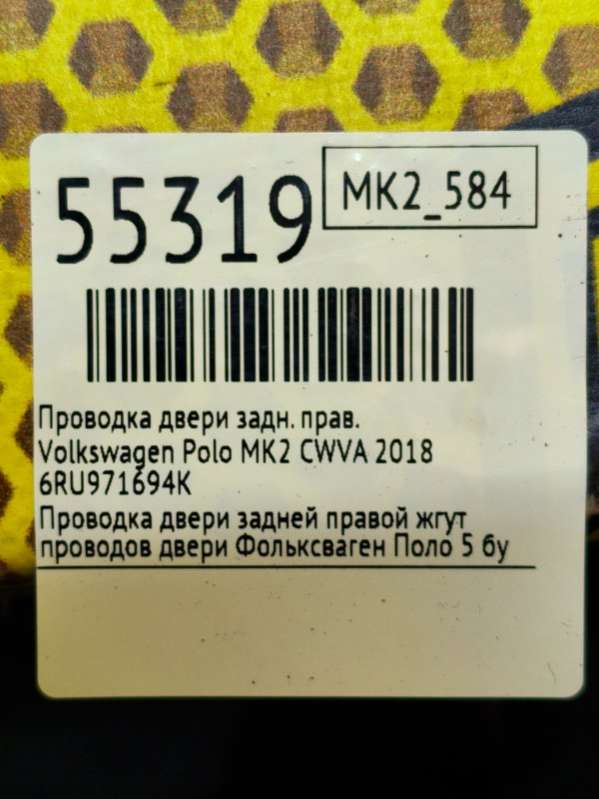 55319
MK2_584
Проводка двери задн. прав.
Volkswagen Polo MK2 CWVA 2018
6RU971694K
Проводка двери задней правой жгут
проводов двери Фольксваген Поло 5 бу